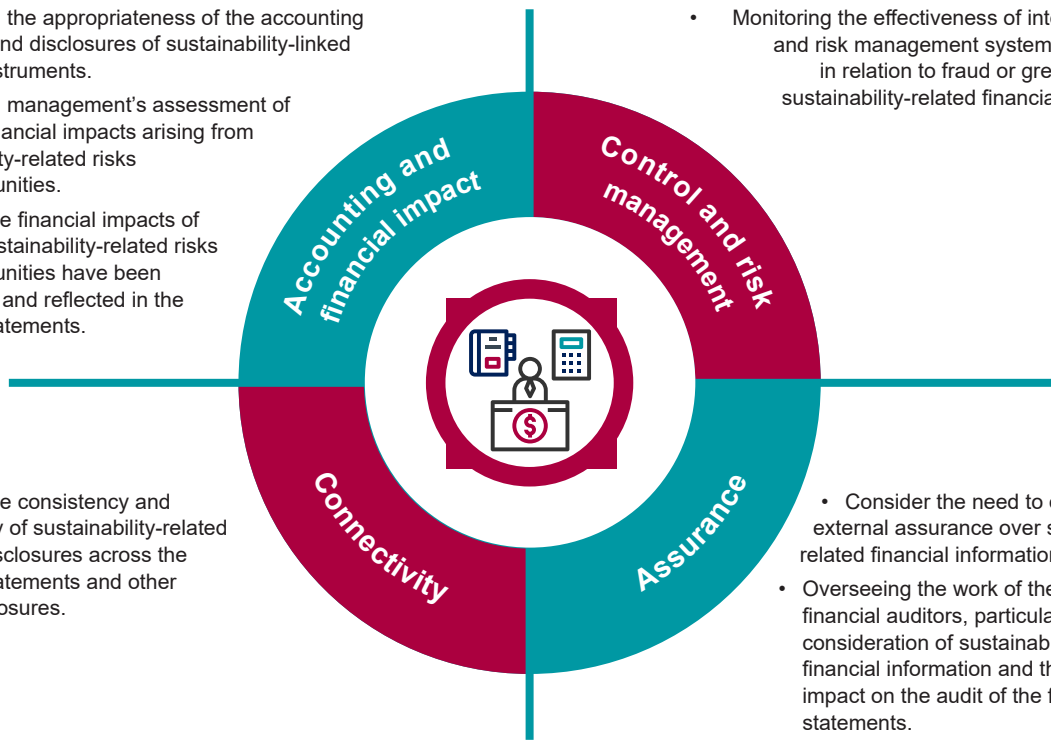 the appropriateness of the accounting
nd disclosures of sustainability-linked
struments.
management’s assessment of
nancial impacts arising from
ty-related risks
unities.
e financial impacts of
stainability-related risks
unities have been
and reflected in the
atements.
• Monitoring the effectiveness of int
and risk management system
in relation to fraud or gre
sustainability-related financia
Accounting and
financial impact
Control and risk
management
$
Connectivity
Assurance
e consistency and
y of sustainability-related
sclosures across the
atements and other
losures.
• Consider the need to
external assurance over s
related financial information
• Overseeing the work of the
financial auditors, particula
consideration of sustainab
financial information and th
impact on the audit of the f
statements.